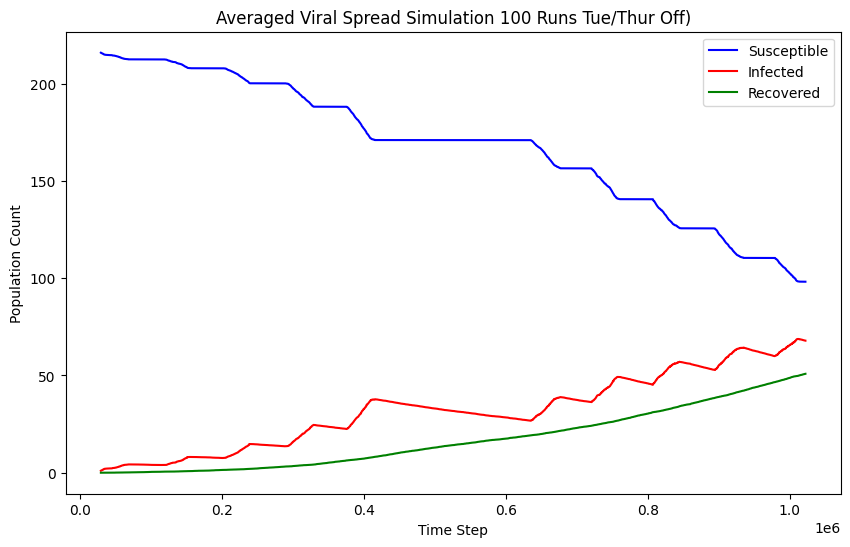 Averaged Viral Spread Simulation 100 Runs Tue/Thur Off)
Susceptible
Infected
Recovered
Population Count
200
150
100
50
0
0.0
0.2
0.4
0.6
0.8
1.0
1e6
Time Step